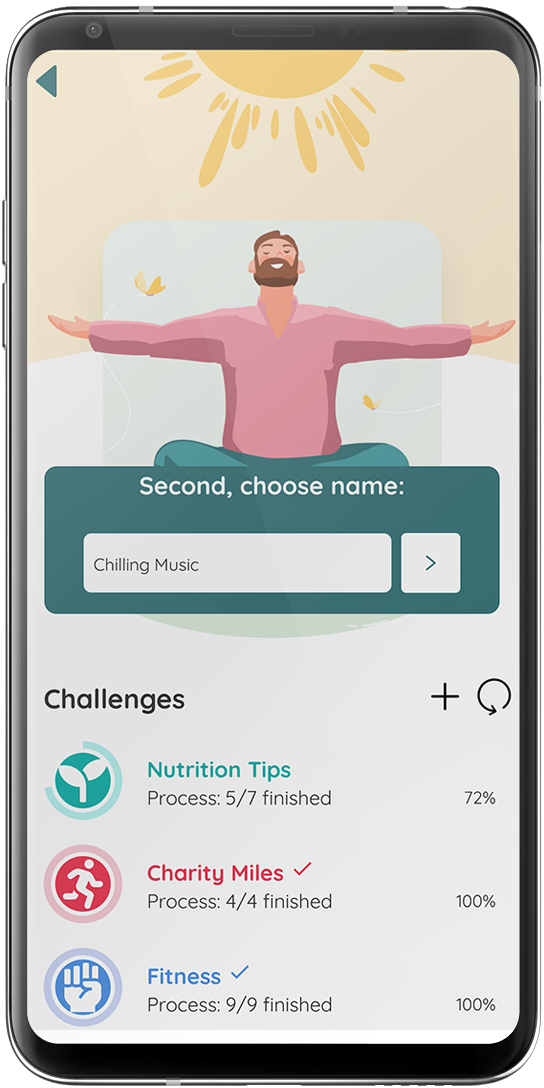 Second, choose name:
Chilling Music
Challenges
Nutrition Tips
Process: 5/7 finished 72%
Charity Miles
Process: 4/4 finished 100%
Fitness
Process: 9/9 finished 100%